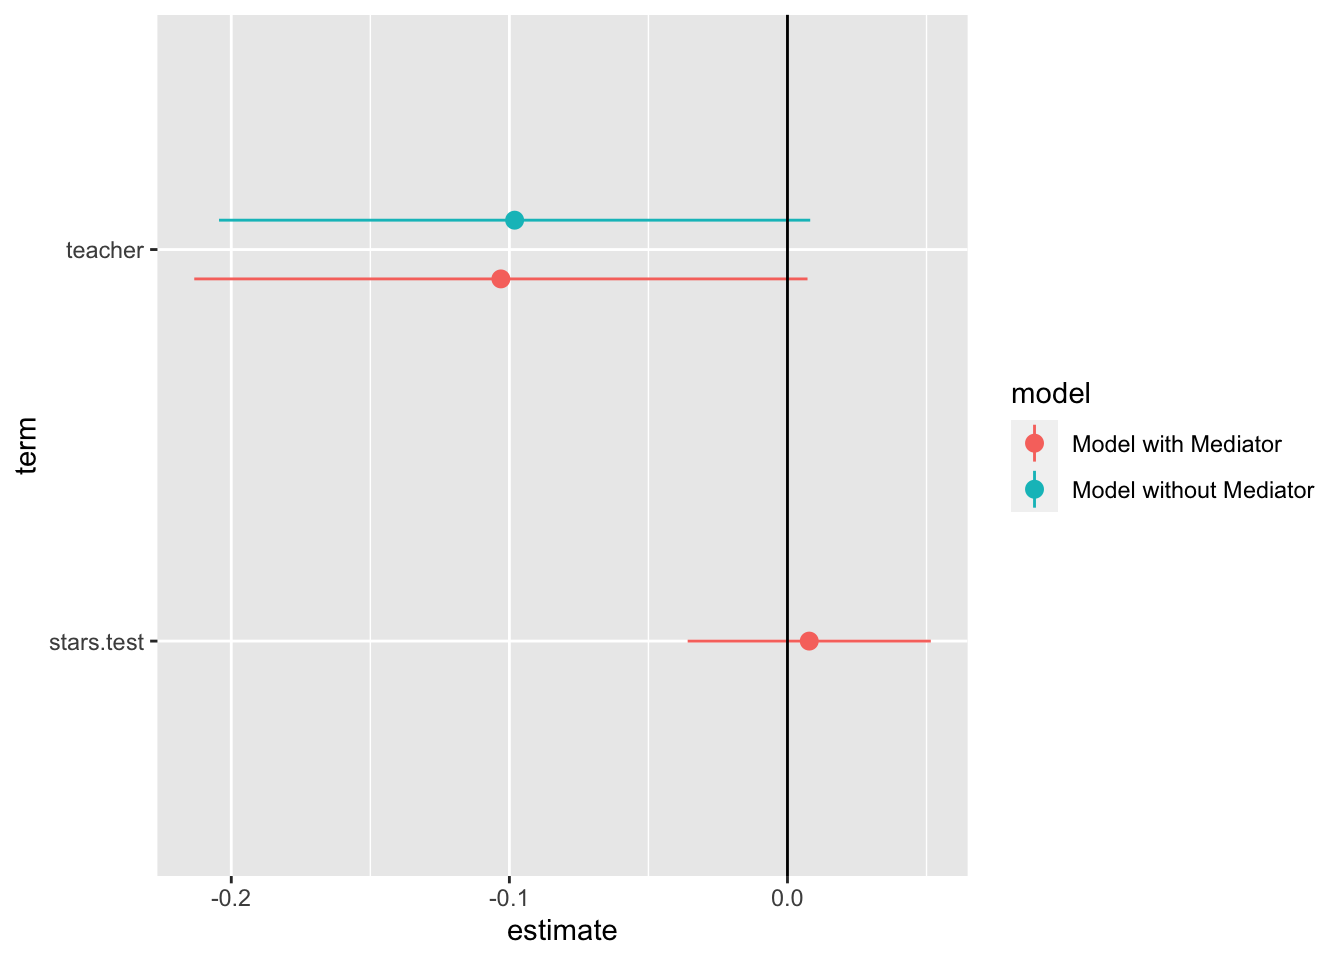 teacher
stars.test
term
-0.2
-0.1
0.0
estimate
model
Model with Mediator
Model without Mediator